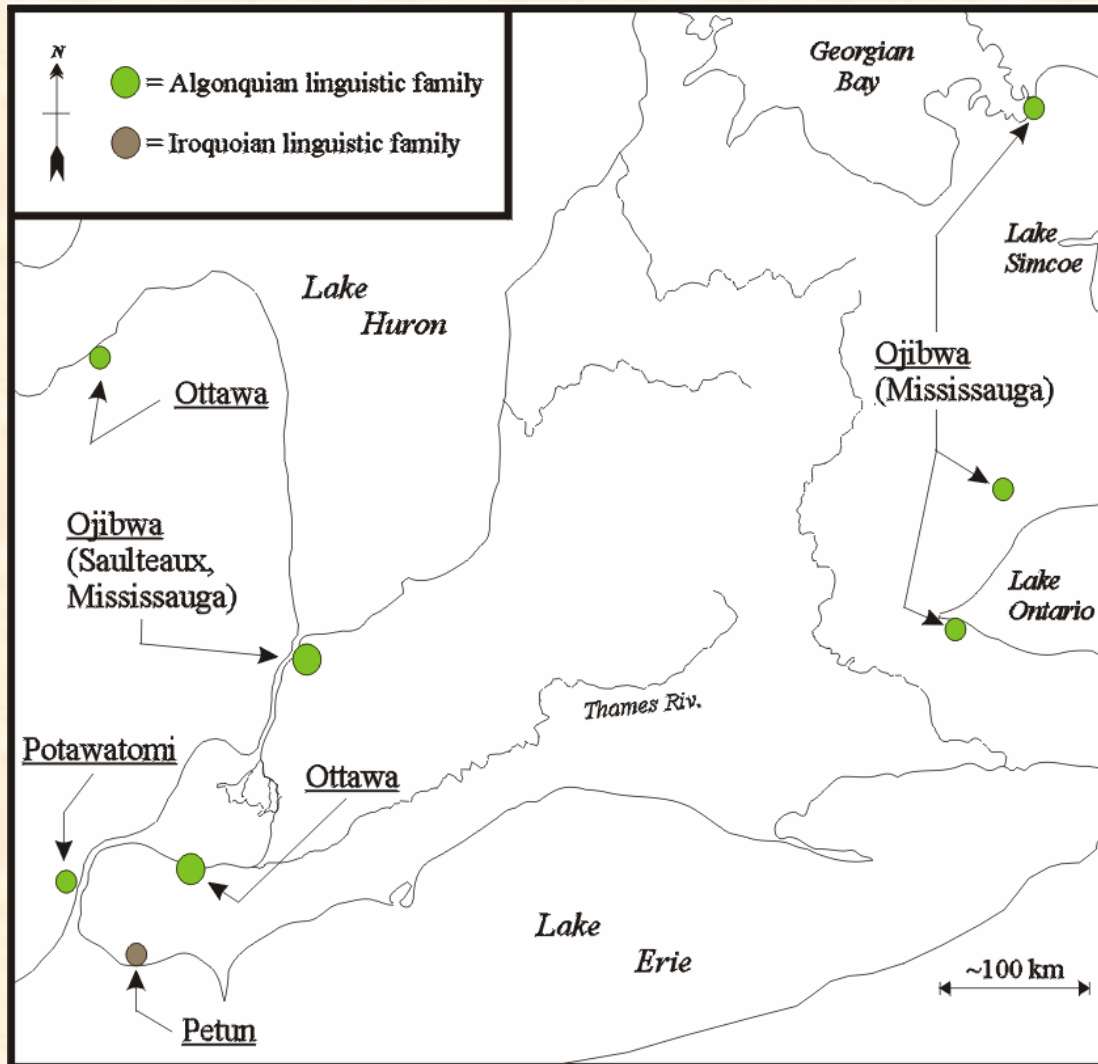 N
= Algonquian linguistic family
= Iroquoian linguistic family
Georgian
Bay
Lake
Simcoe
Lake
Huron
Ottawa
Ojibwa
(Mississauga)
Ojibwa
(Saulteaux,
Mississauga)
Lake
Ontario
Thames Riv.
Potawatomi
Ottawa
Lake
Erie
~100 km
Petun